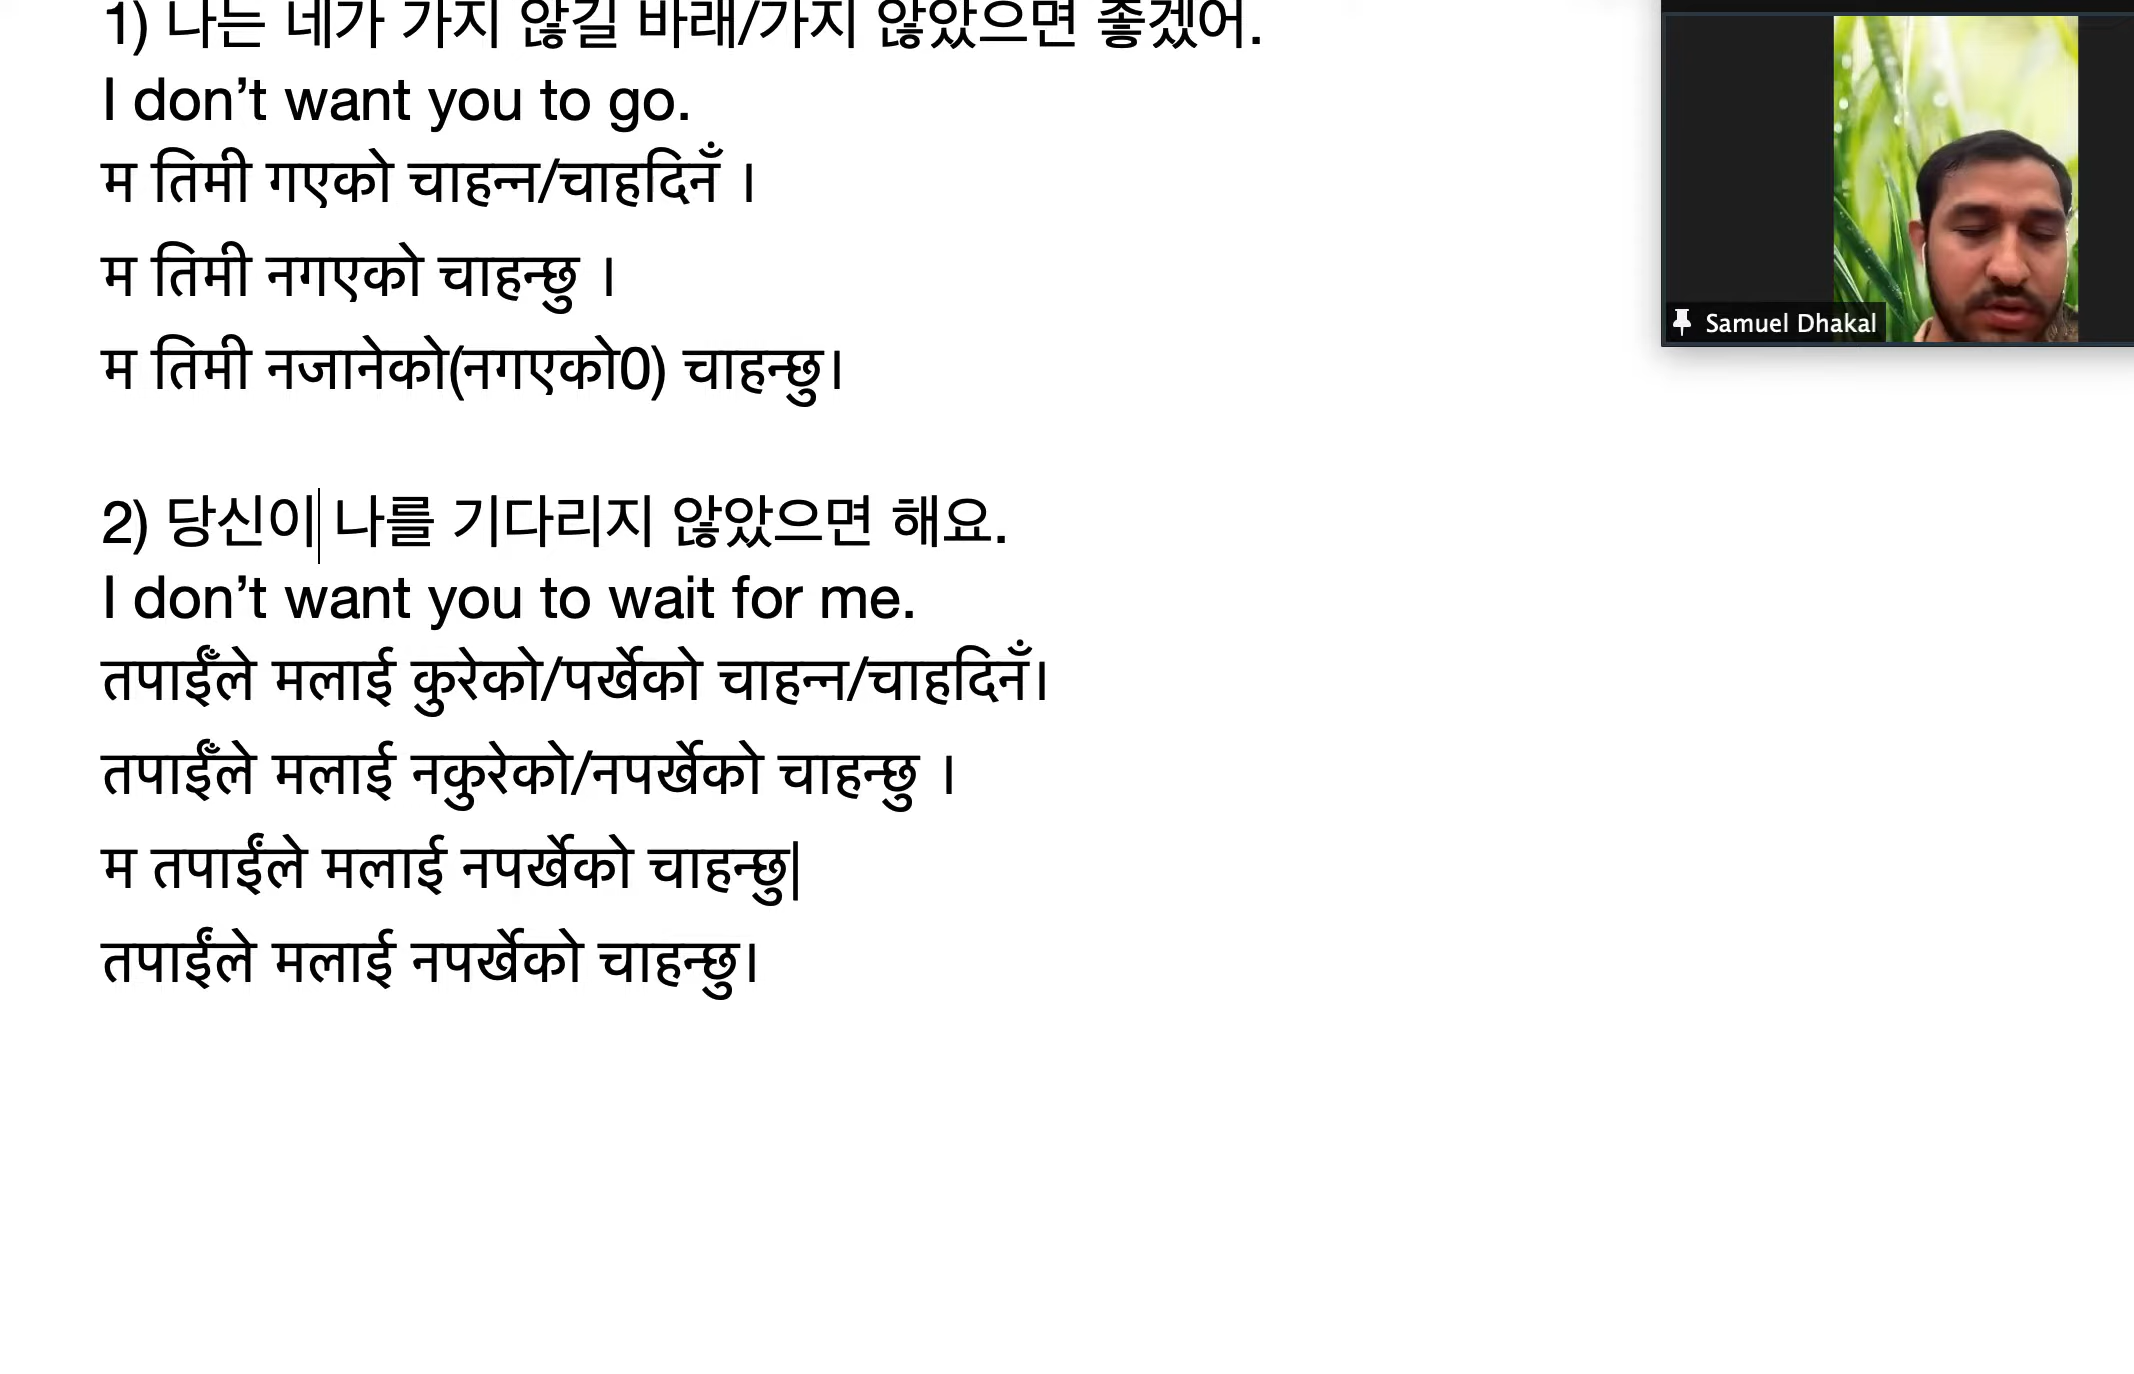 1) 나는 네가 가지 않길 바래/가지 않았으면 좋겠어.
I don’t want you to go.
म तिमी गएको चाहन्न/चाहदिनँ ।
म तिमी नगएको चाहन्छु ।
म तिमी नजानेको(नगएको0) चाहन्छु।
2) 당신이 나를 기다리지 않았으면 해요.
I don’t want you to wait for me.
तपाईँले मलाई कुरेको/पर्खेको चाहन्न/चाहदिनँ।
तपाईँले मलाई नकुरेको/नपर्खेको चाहन्छु ।
म तपाईंले मलाई नपर्खेको चाहन्छु|
तपाईंले मलाई नपर्खेको चाहन्छु।
Samuel Dhakal